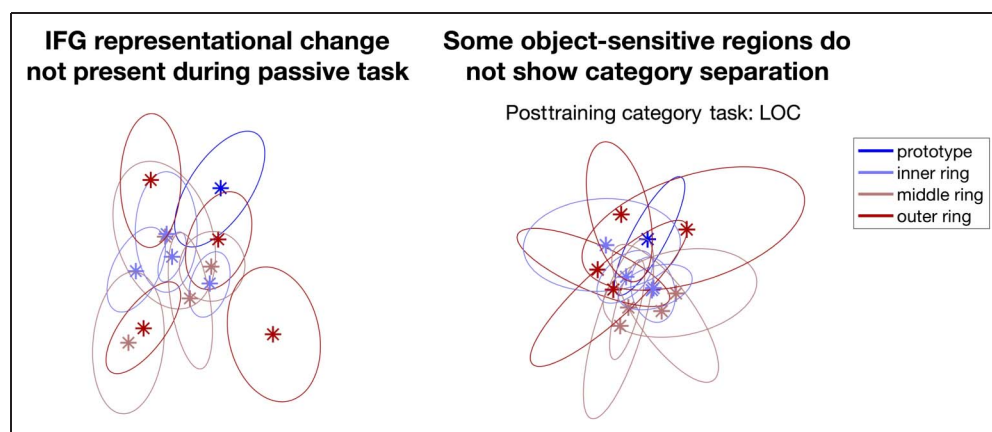 IFG representational change
not present during passive task
Some object-sensitive regions do
not show category separation
Posttraining category task: LOC
prototype
inner ring
middle ring
outer ring